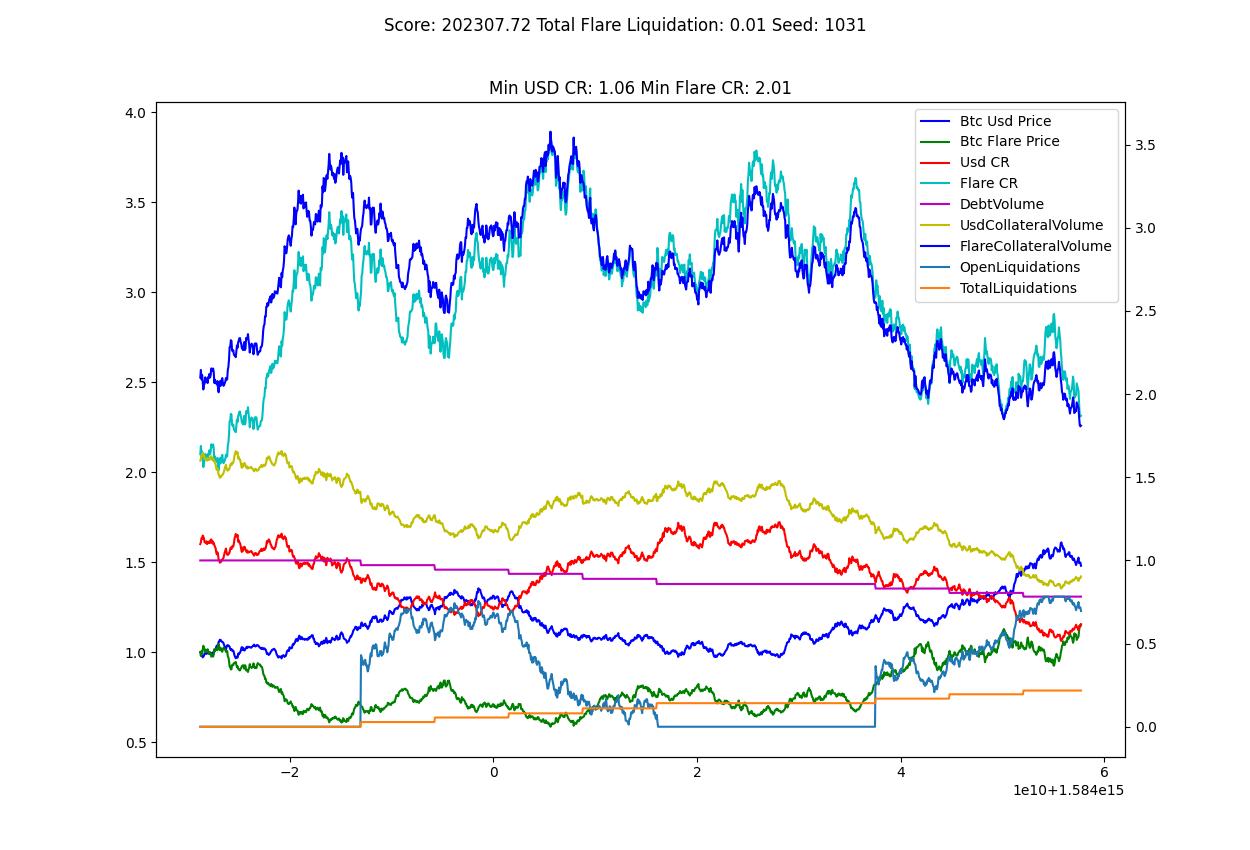 Score: 202307.72 Total Flare Liquidation: 0.01 Seed: 1031
Min USD CR: 1.06 Min Flare CR: 2.01
Btc Usd Price
Btc Flare Price
Usd CR
Flare CR
DebtVolume
UsdCollateralVolume
FlareCollateralVolume
OpenLiquidations
TotalLiquidations
4.0
3.5
3.0
2.5
2.0
1.5
1.0
0.5
3.5
3.0
2.5
2.0
1.5
1.0
0.5
0.0
−2 0 2 4 6
1e10+1.584e15